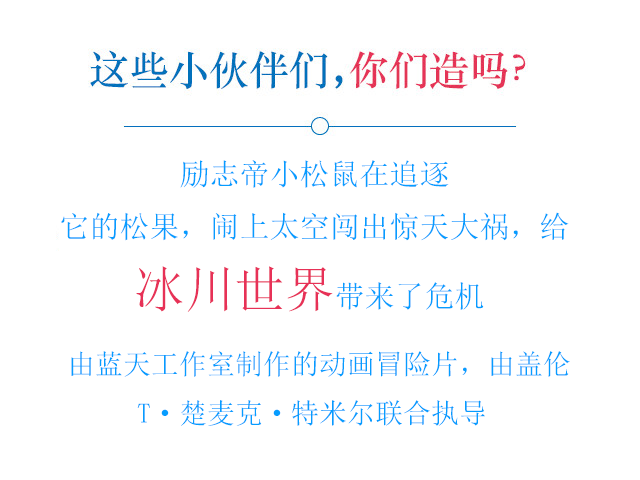 这些小伙伴们，你们造吗？
励志帝小松鼠在追逐
它的松果，闹上太空闯出惊天大祸，给
冰川世界带来了危机
由蓝天工作室制作的动画冒险片，由盖伦
T·楚麦克·特米尔联合执导